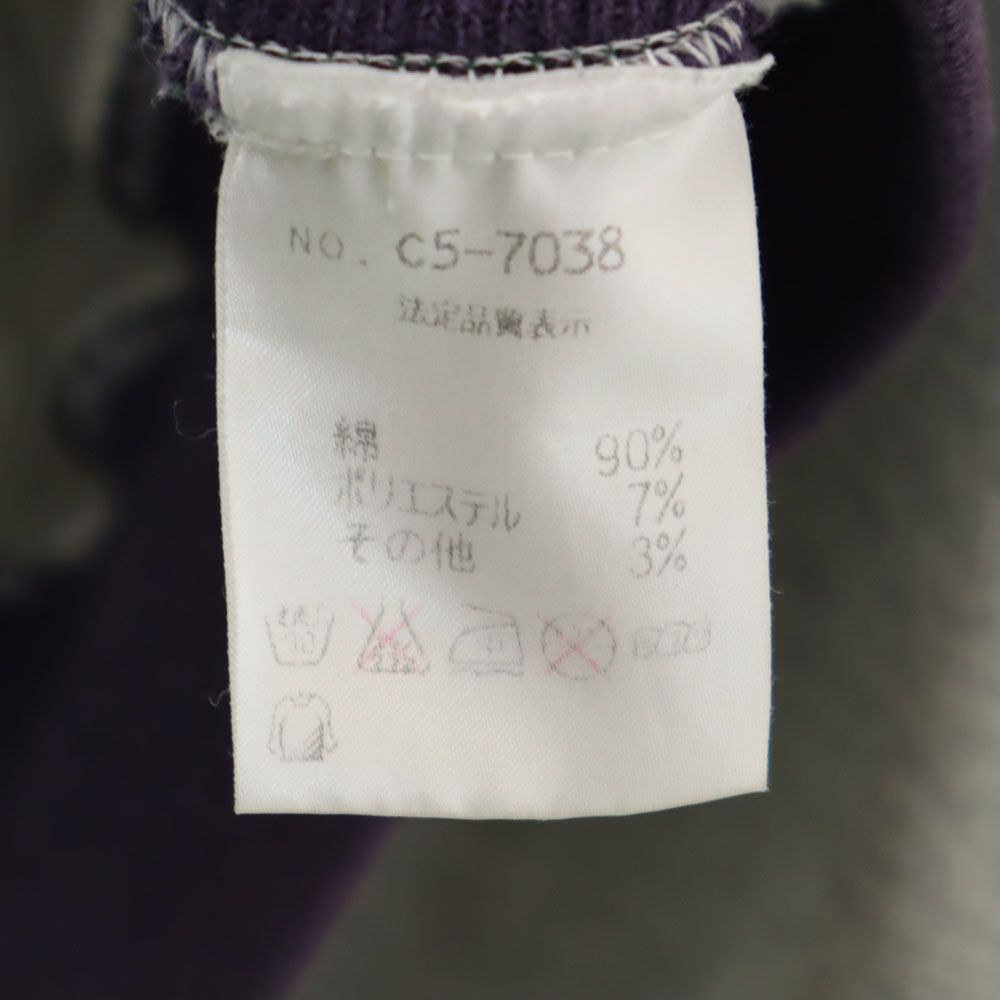 NO. C5-7038
法定品質表示
綿 90%
ポリエステル 7%
その他 3%